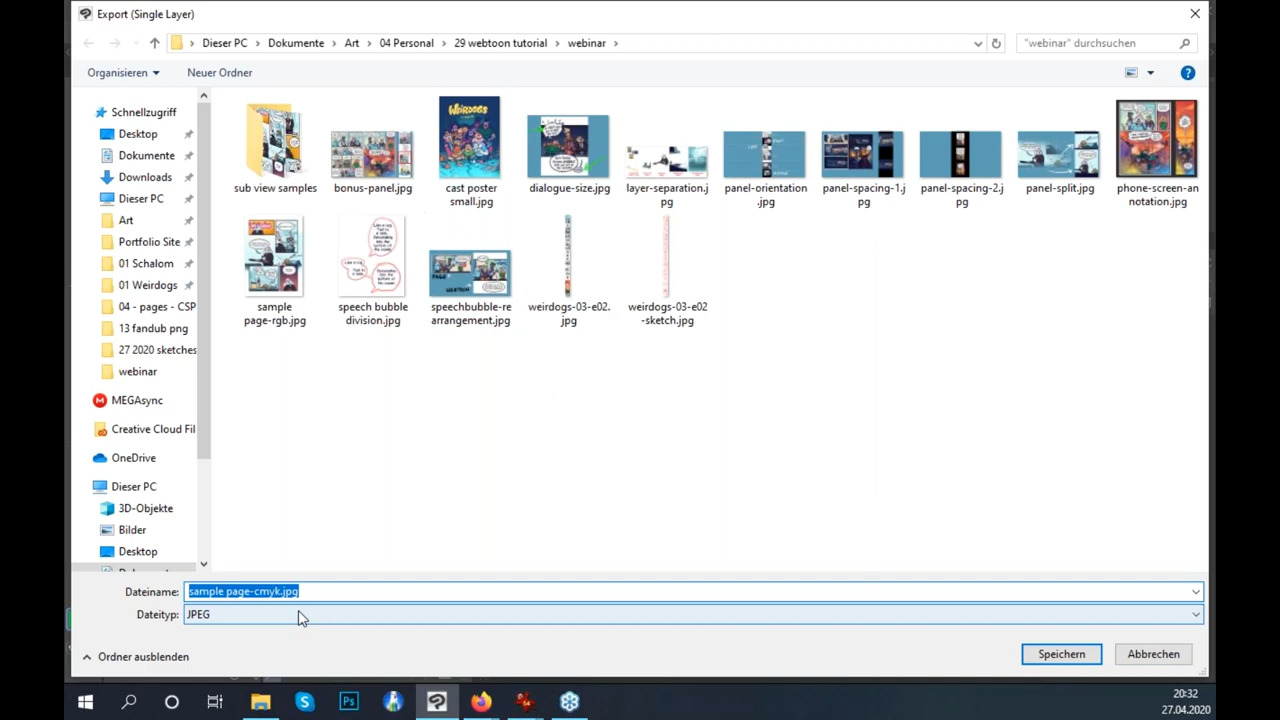 Export (Single Layer)
Dieser PC > Dokumente > Art > 04 Personal > 29 webtoon tutorial > webinar >
"webinar" durchsuchen
Organisieren
Neuer Ordner
Schnellzugriff
Desktop
Dokumente
Downloads
Dieser PC
Art
Portfolio Site
01 Schalom
01 Weirdogs
04 - pages - CSP
13 fandub png
27 2020 sketches
webinar
MEGAsync
Creative Cloud Fil
OneDrive
Dieser PC
3D-Objekte
Bilder
Desktop
WEIRDOGS
sub view samples
bonus-panel.jpg
cast poster
small.jpg
dialogue-size.jpg
layer-separation.j
pg
panel-orientation
.jpg
panel-spacing-1.j
pg
panel-spacing-2.j
pg
panel-split.jpg
phone-screen-an
notation.jpg
sample
page-rgb.jpg
speech bubble
division.jpg
speechbubble-re
arrangement.jpg
weirdogs-03-e02.
jpg
weirdogs-03-e02
-sketch.jpg
Dateiname:
sample page-cmyk.jpg
Dateityp:
JPEG
Ordner ausblenden
Speichern
Abbrechen
Ps
20:32
27.04.2020